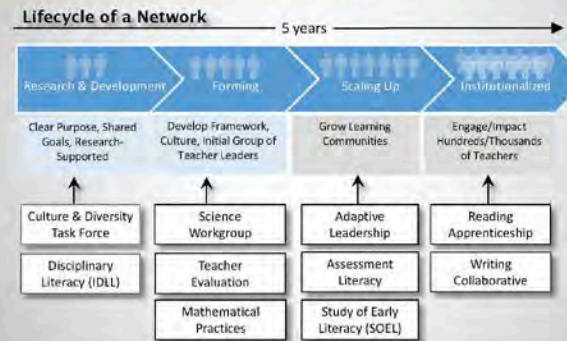 Lifecycle of a Network
5 years
Research & Development
Forming
Scaling Up
Institutionalized
Clear Purpose, Shared
Goals, Research-
Supported
Develop Framework,
Culture, Initial Group of
Teacher Leaders
Grow Learning
Communities
Engage/Impact
Hundreds/Thousands
of Teachers
Culture & Diversity
Task Force
Disciplinary
Literacy (IDLL)
Science
Workgroup
Teacher
Evaluation
Mathematical
Practices
Adaptive
Leadership
Assessment
Literacy
Study of Early
Literacy (SOEL)
Reading
Apprenticeship
Writing
Collaborative